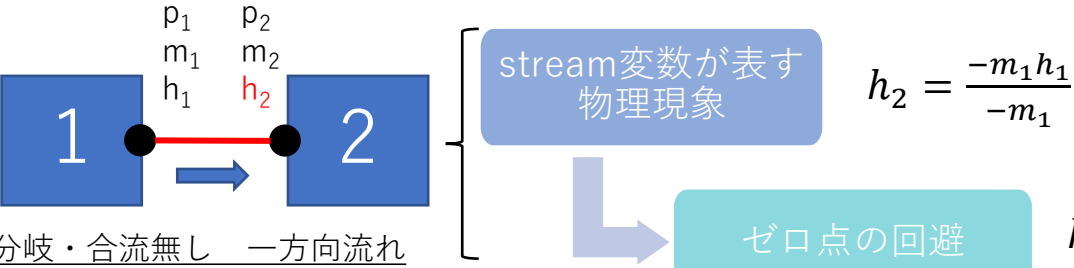 p₁ p₂
m₁ m₂
h₁ h₂
1 2
分岐・合流無し 一方向流れ
stream変数が表す
物理現象
h₂ = −m₁h₁ / −m₁
ゼロ点の回避